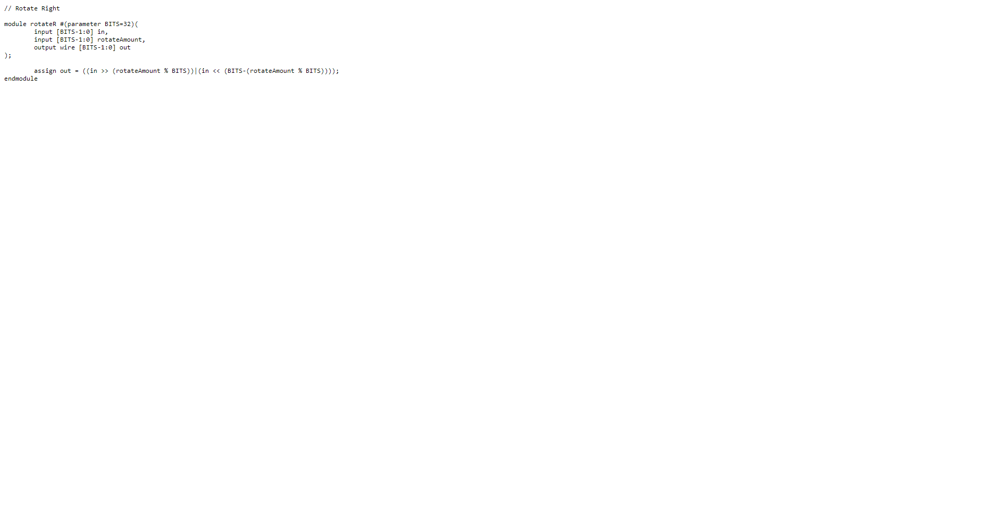 // Rotate Right
module rotateR #(parameter BITS=32)(
input [BITS-1:0] in,
input [BITS-1:0] rotateAmount,
output wire [BITS-1:0] out
);
assign out = ((in >> (rotateAmount % BITS))|(in << (BITS-(rotateAmount % BITS))));
endmodule